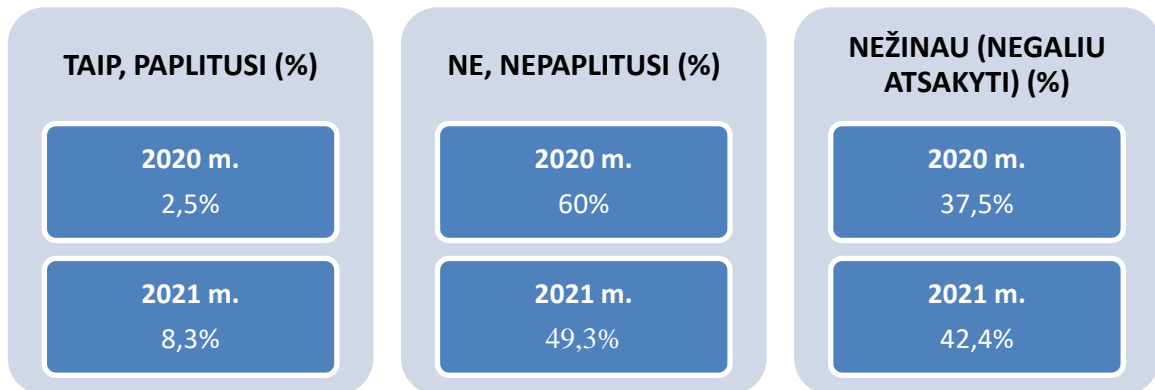 TAIP, PAPLITUSI (%)
2020 m.
2,5%
2021 m.
8,3%
NE, NEPAPLITUSI (%)
2020 m.
60%
2021 m.
49,3%
NEŽINAU (NEGALIU
ATSAKYTI) (%)
2020 m.
37,5%
2021 m.
42,4%